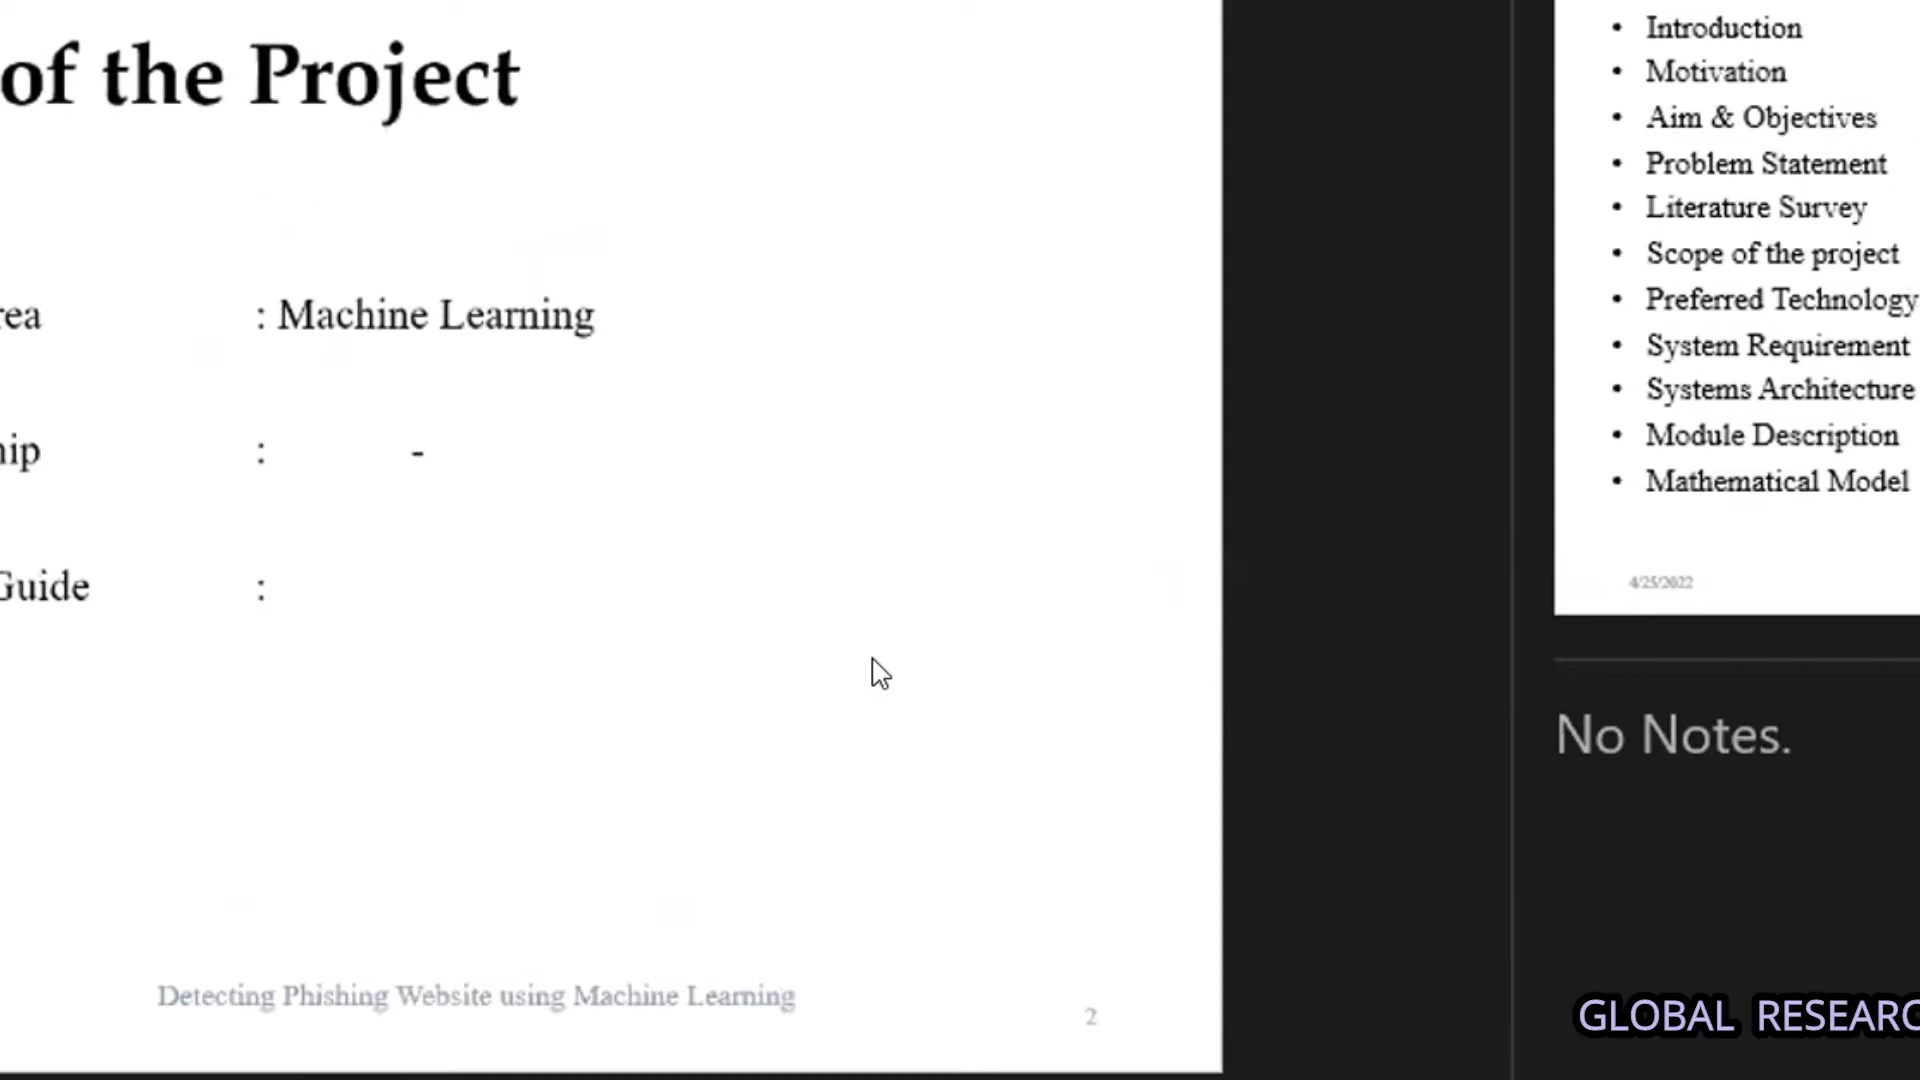 of the Project
rea : Machine Learning
hip : -
Guide :
Detecting Phishing Website using Machine Learning
2
• Introduction
• Motivation
• Aim & Objectives
• Problem Statement
• Literature Survey
• Scope of the project
• Preferred Technology
• System Requirement
• Systems Architecture
• Module Description
• Mathematical Model
4/25/2022
No Notes.
GLOBAL RESEARC